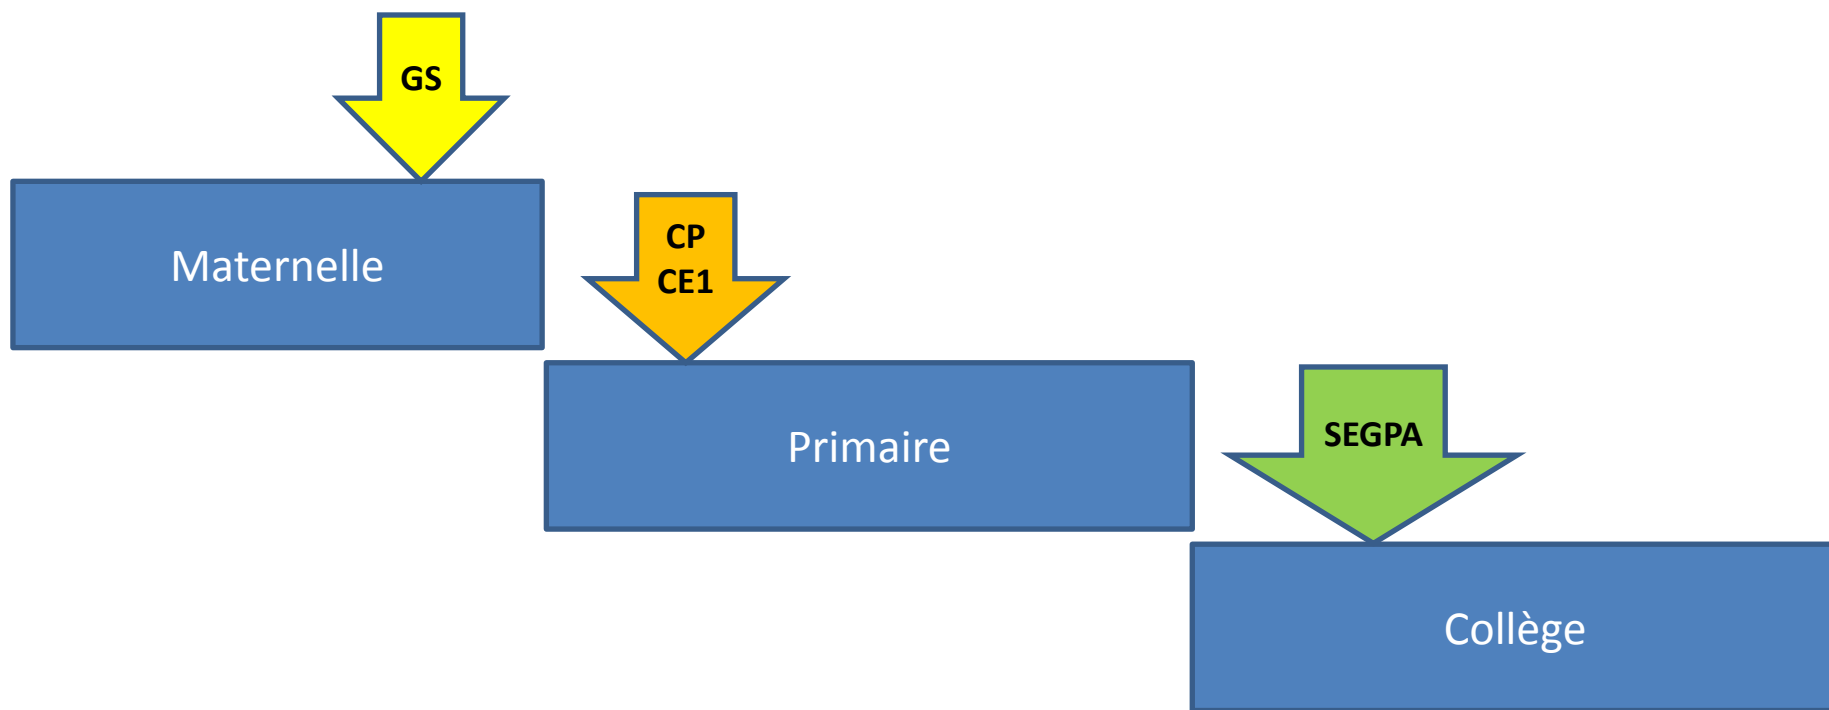 GS
Maternelle
CP
CE1
Primaire
SEGPA
Collège